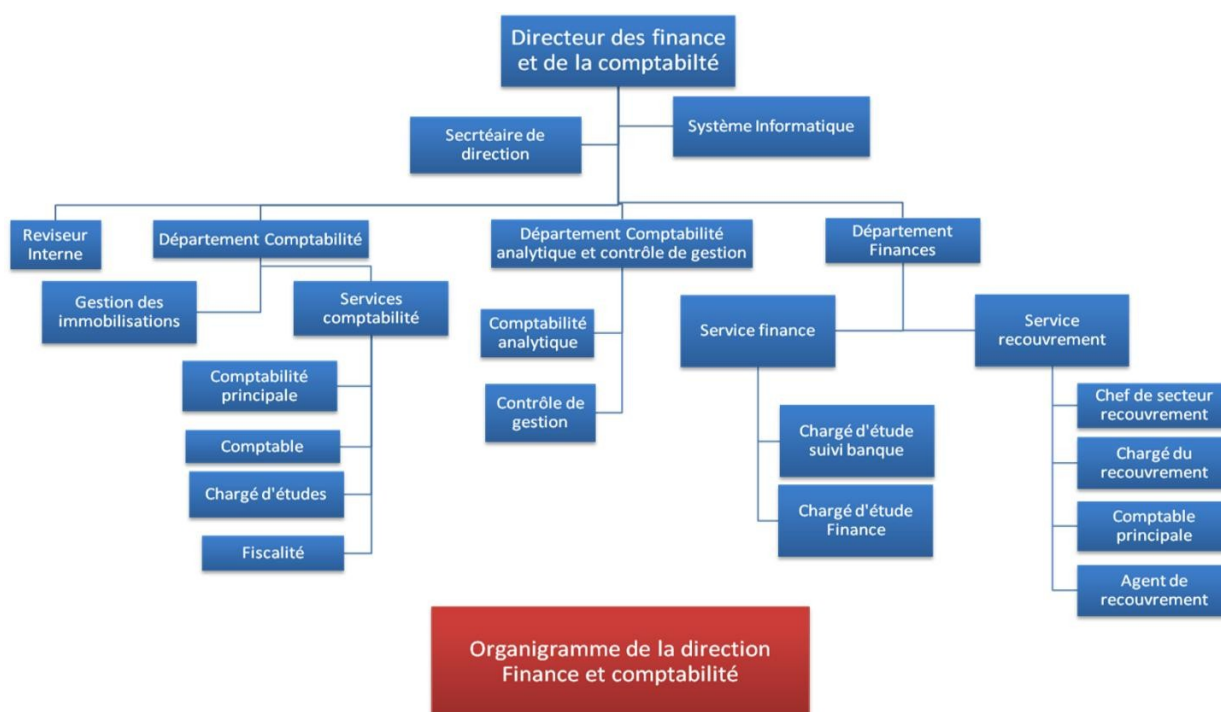 Directeur des finance
et de la comptabilté
Secrtéaire de
direction
Système Informatique
Reviseur
Interne
Département Comptabilité
Département Comptabilité
analytique et contrôle de gestion
Département
Finances
Gestion des
immobilisations
Services
comptabilité
Comptabilité
analytique
Service finance
Service
recouvrement
Comptabilité
principale
Contrôle de
gestion
Chef de secteur
recouvrement
Comptable
Chargé d'étude
suivi banque
Chargé du
recouvrement
Chargé d'études
Chargé d'étude
Finance
Comptable
principale
Fiscalité
Agent de
recouvrement
Organigramme de la direction
Finance et comptabilité